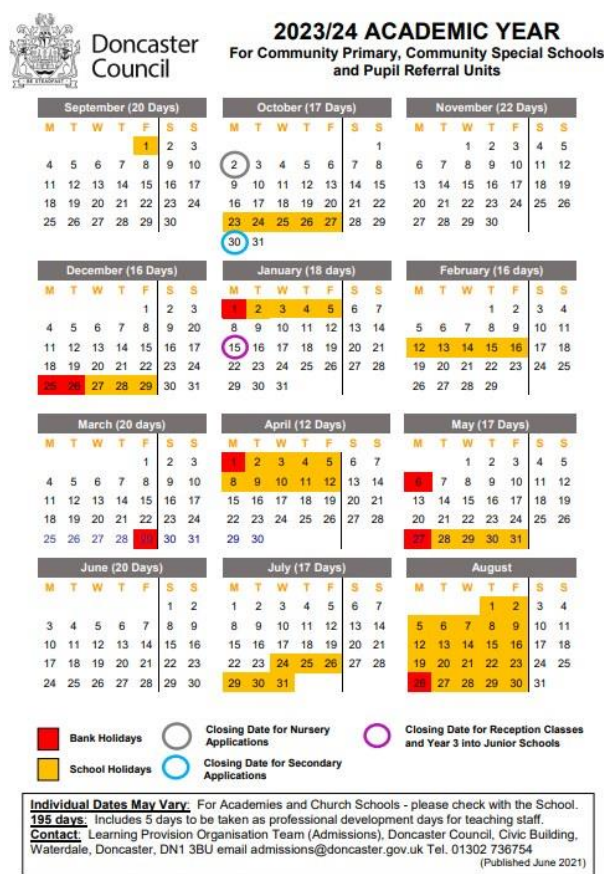 Doncaster
Council
2023/24 ACADEMIC YEAR
For Community Primary, Community Special Schools
and Pupil Referral Units
September (20 Days)
M T W T F S S
1 2 3
4 5 6 7 8 9 10
11 12 13 14 15 16 17
18 19 20 21 22 23 24
25 26 27 28 29 30
October (17 Days)
M T W T F S S
1
2 3 4 5 6 7 8
9 10 11 12 13 14 15
16 17 18 19 20 21 22
23 24 25 26 27 28 29
30 31
November (22 Days)
M T W T F S S
1 2 3 4 5
6 7 8 9 10 11 12
13 14 15 16 17 18 19
20 21 22 23 24 25 26
27 28 29 30
December (16 Days)
M T W T F S S
1 2 3
4 5 6 7 8 9 20
11 12 13 14 15 16 17
18 19 20 21 22 23 24
25 26 27 28 29 30 31
January (18 days)
M T W T F S S
1 2 3 4 5 6 7
8 9 10 11 12 13 14
15 16 17 18 19 20 21
22 23 24 25 26 27 28
29 30 31
February (16 days)
M T W T F S S
1 2 3 4
5 6 7 8 9 10 11
12 13 14 15 16 17 18
19 20 21 22 23 24 25
26 27 28 29
March (20 days)
M T W T F S S
1 2 3
4 5 6 7 8 9 10
11 12 13 14 15 16 17
18 19 20 21 22 23 24
25 26 27 28 29 30 31
April (12 Days)
M T W T F S S
1 2 3 4 5 6 7
8 9 10 11 12 13 14
15 16 17 18 19 20 21
22 23 24 25 26 27 28
29 30
May (17 Days)
M T W T F S S
1 2 3 4 5
6 7 8 9 10 11 12
13 14 15 16 17 18 19
20 21 22 23 24 25 26
27 28 29 30 31
June (20 Days)
M T W T F S S
1 2
3 4 5 6 7 8 9
10 11 12 13 14 15 16
17 18 19 20 21 22 23
24 25 26 27 28 29 30
July (17 Days)
M T W T F S S
1 2 3 4 5 6 7
8 9 10 11 12 13 14
15 16 17 18 19 20 21
22 23 24 25 26 27 28
29 30 31
August
M T W T F S S
1 2 3 4
5 6 7 8 9 10 11
12 13 14 15 16 17 18
19 20 21 22 23 24 25
26 27 28 29 30 31
Bank Holidays
School Holidays
Closing Date for Nursery
Applications
Closing Date for Secondary
Applications
Closing Date for Reception Classes
and Year 3 into Junior Schools
Individual Dates May Vary: For Academies and Church Schools - please check with the School.
195 days: Includes 5 days to be taken as professional development days for teaching staff.
Contact: Learning Provision Organisation Team (Admissions), Doncaster Council, Civic Building,
Waterdale, Doncaster, DN1 3BU email admissions@doncaster.gov.uk Tel. 01302 736754
(Published June 2021)